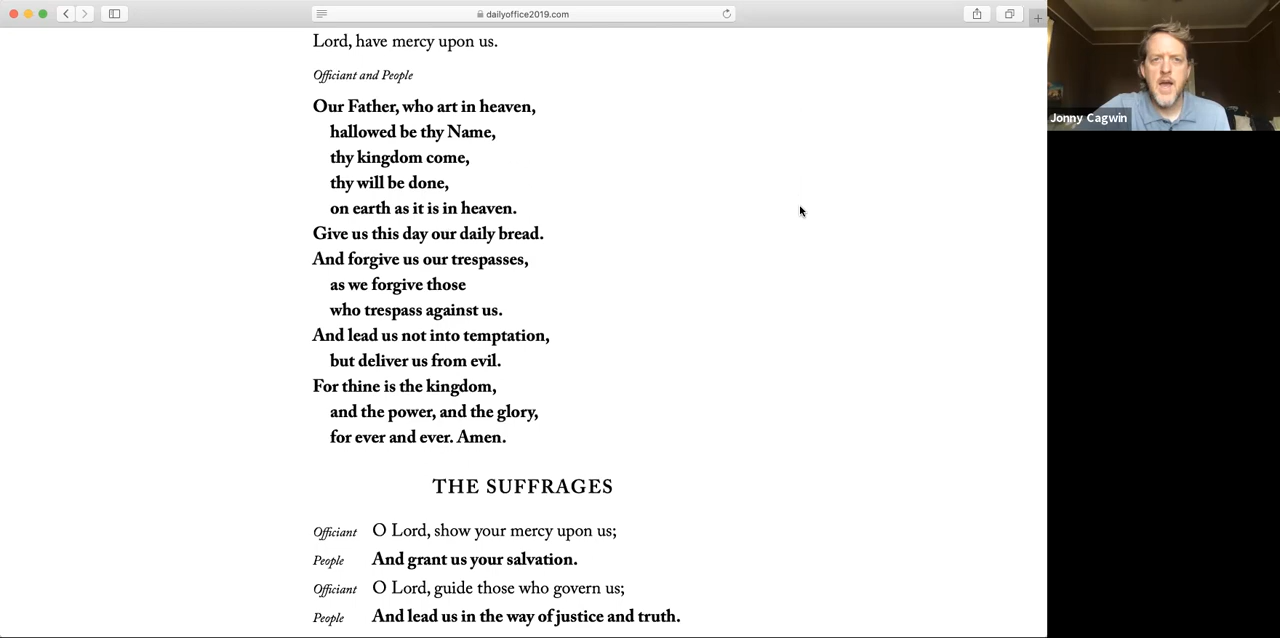 dailyoffice2019.com
Lord, have mercy upon us.
Officiant and People
Our Father, who art in heaven,
hallowed be thy Name,
thy kingdom come,
thy will be done,
on earth as it is in heaven.
Give us this day our daily bread.
And forgive us our trespasses,
as we forgive those
who trespass against us.
And lead us not into temptation,
but deliver us from evil.
For thine is the kingdom,
and the power, and the glory,
for ever and ever. Amen.
THE SUFFRAGES
Officiant O Lord, show your mercy upon us;
People And grant us your salvation.
Officiant O Lord, guide those who govern us;
People And lead us in the way of justice and truth.
Jonny Cagwin